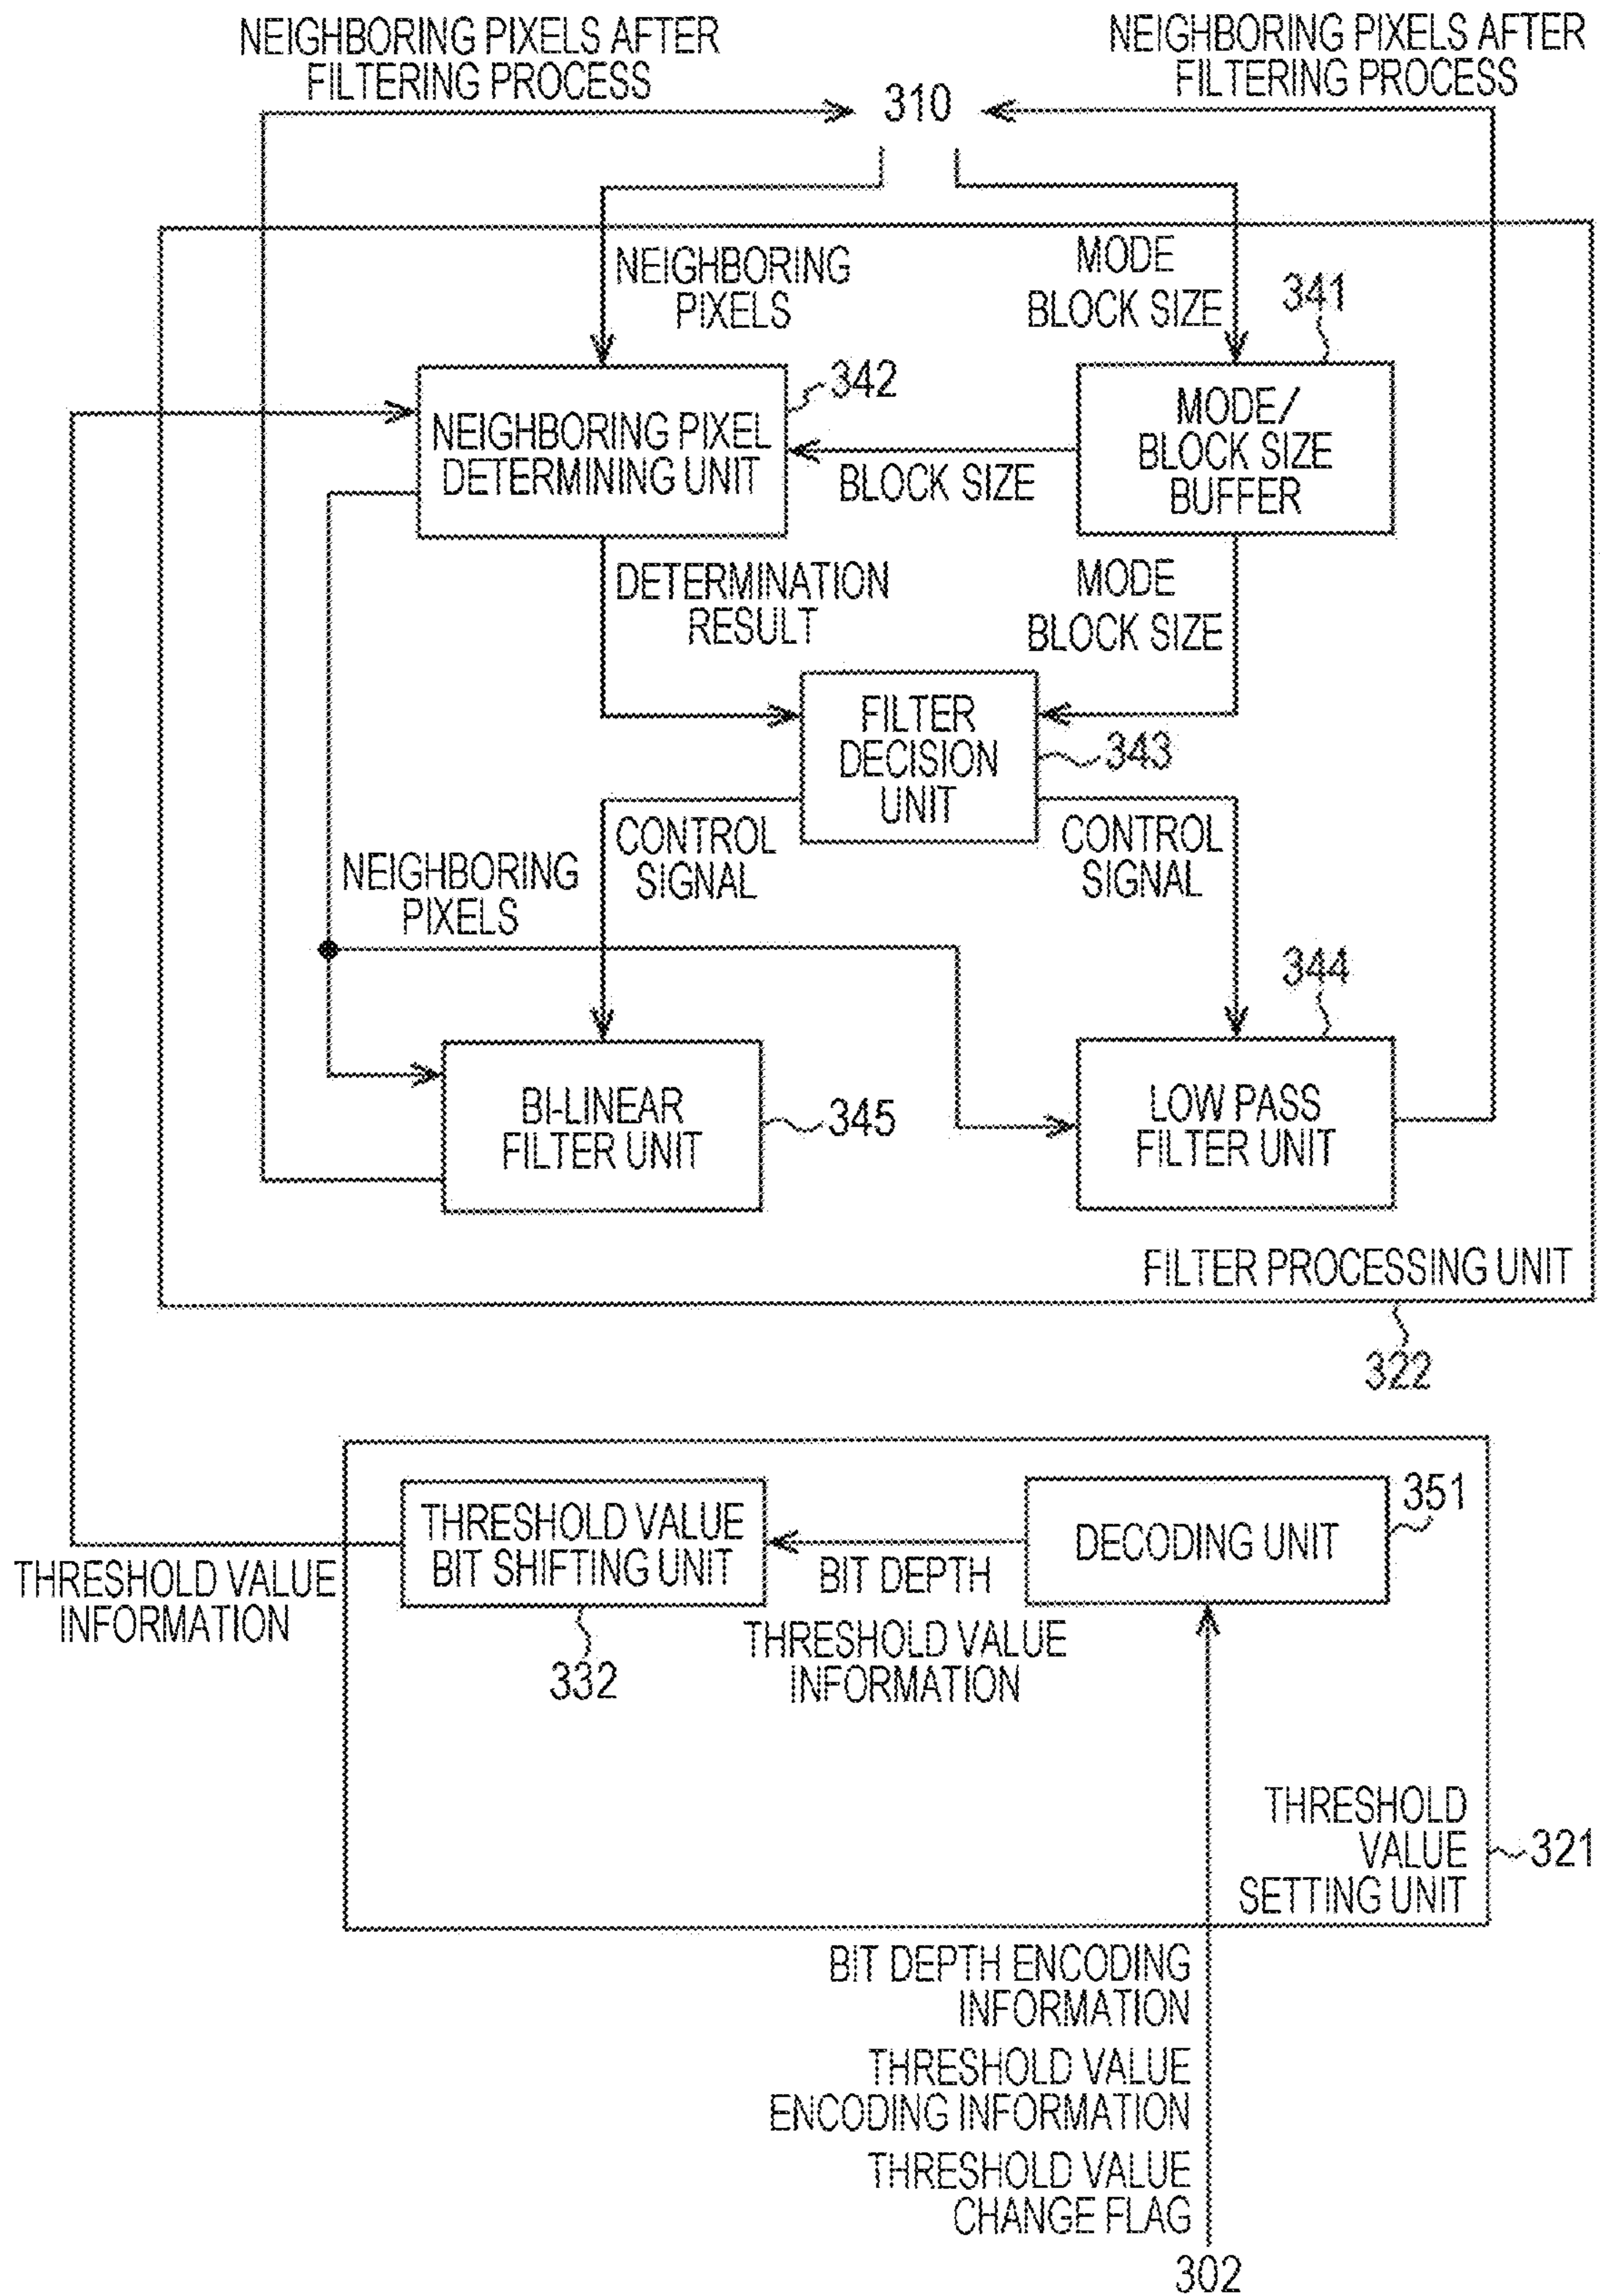 NEIGHBORING PIXELS AFTER
FILTERING PROCESS
NEIGHBORING PIXELS AFTER
FILTERING PROCESS
310
NEIGHBORING
PIXELS
MODE
BLOCK SIZE
341
342
NEIGHBORING PIXEL
DETERMINING UNIT
BLOCK SIZE
MODE/
BLOCK SIZE
BUFFER
DETERMINATION
RESULT
MODE
BLOCK SIZE
FILTER
DECISION
UNIT
343
CONTROL
SIGNAL
CONTROL
SIGNAL
NEIGHBORING
PIXELS
344
BI-LINEAR
FILTER UNIT
345
LOW PASS
FILTER UNIT
FILTER PROCESSING UNIT
322
THRESHOLD VALUE
BIT SHIFTING UNIT
332
BIT DEPTH
THRESHOLD VALUE
INFORMATION
DECODING UNIT
351
THRESHOLD VALUE
INFORMATION
THRESHOLD
VALUE
SETTING UNIT
321
BIT DEPTH ENCODING
INFORMATION
THRESHOLD VALUE
ENCODING INFORMATION
THRESHOLD VALUE
CHANGE FLAG
302